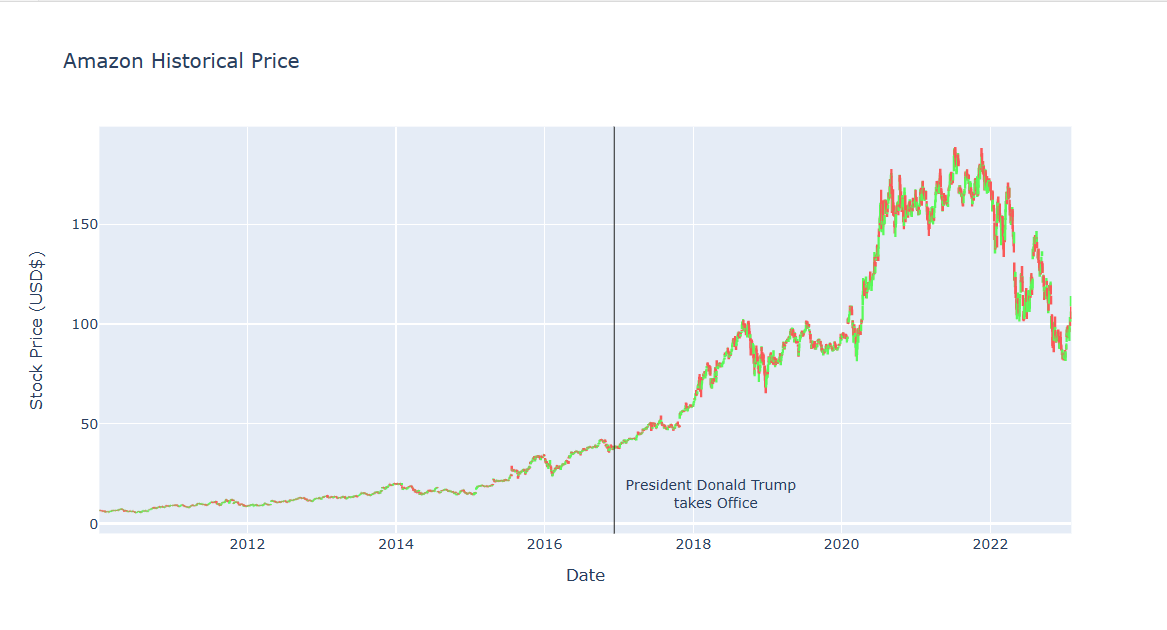 Amazon Historical Price
Stock Price (USD$)
150
100
50
0
President Donald Trump
takes Office
2012
2014
2016
2018
2020
2022
Date